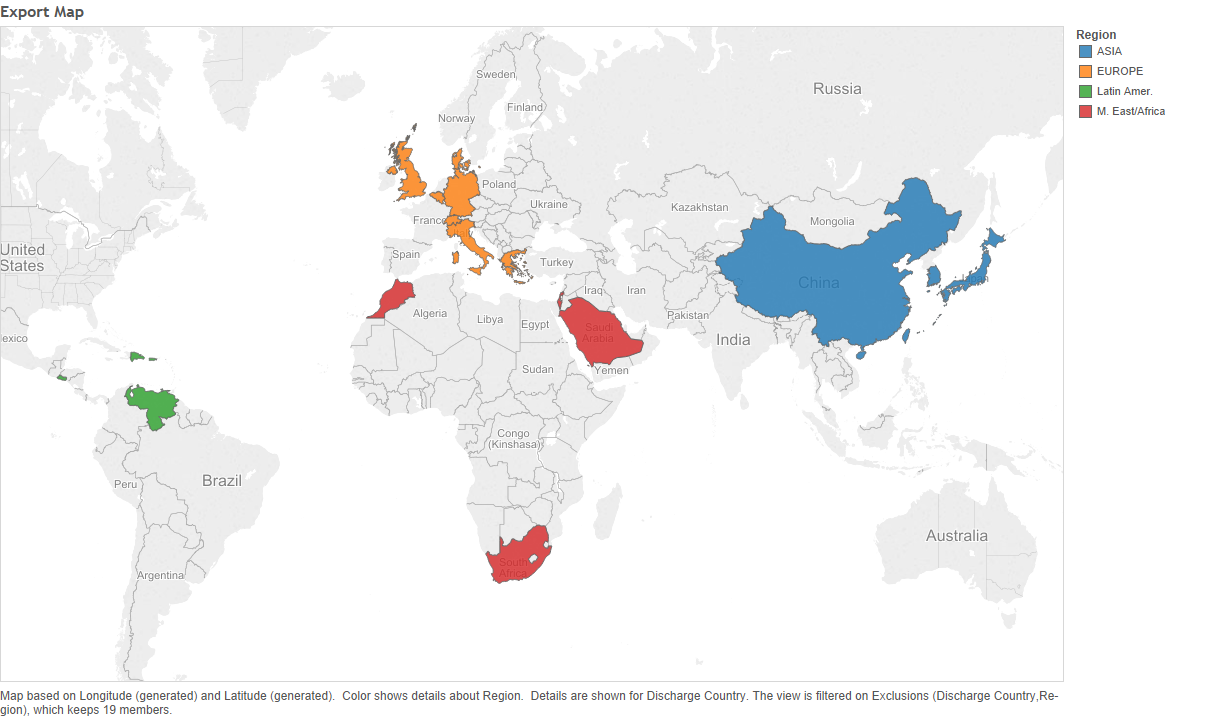 Export Map
Region
ASIA
EUROPE
Latin Amer.
M. East/Africa
Sweden
Russia
Finland
Norway
Poland
Ukraine
Kazakhstan
Mongolia
France
United
States
Spain
Turkey
China
Iraq
Iran
Algeria
Libya
Egypt
Pakistan
Saudi
Arabia
India
exico
Sudan
Yemen
Congo
(Kinshasa)
Peru
Brazil
Australia
South
Africa
Argentina
Map based on Longitude (generated) and Latitude (generated).  Color shows details about Region.  Details are shown for Discharge Country. The view is filtered on Exclusions (Discharge Country,Re-
gion), which keeps 19 members.